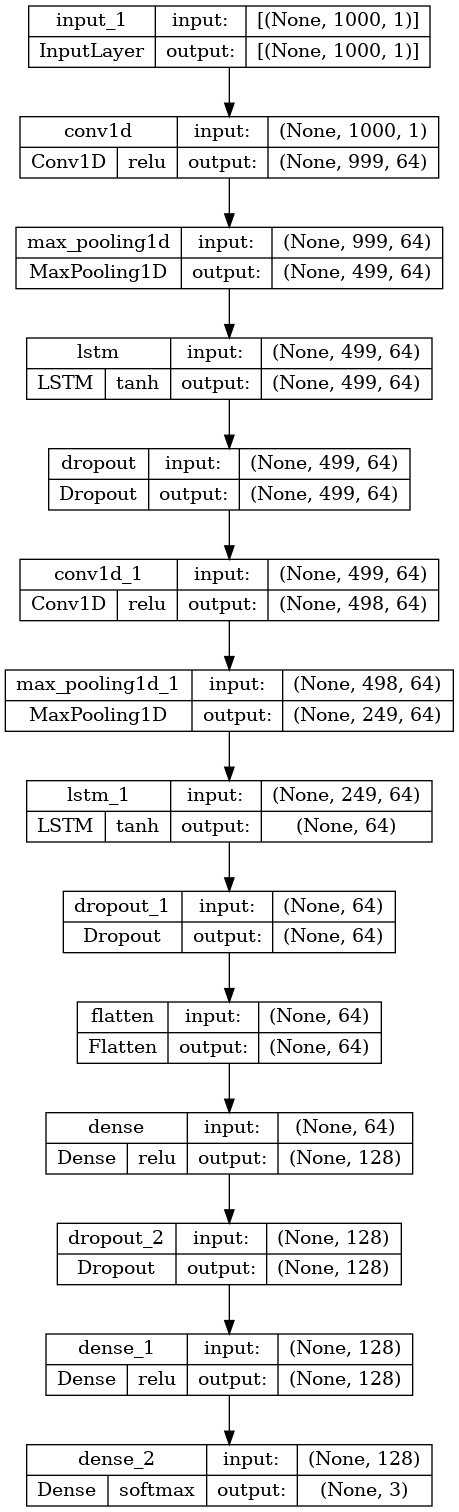 input_1 input: [(None, 1000, 1)]
InputLayer output: [(None, 1000, 1)]
conv1d input: (None, 1000, 1)
Conv1D relu output: (None, 999, 64)
max_pooling1d input: (None, 999, 64)
MaxPooling1D output: (None, 499, 64)
lstm input: (None, 499, 64)
LSTM tanh output: (None, 499, 64)
dropout input: (None, 499, 64)
Dropout output: (None, 499, 64)
conv1d_1 input: (None, 499, 64)
Conv1D relu output: (None, 498, 64)
max_pooling1d_1 input: (None, 498, 64)
MaxPooling1D output: (None, 249, 64)
lstm_1 input: (None, 249, 64)
LSTM tanh output: (None, 64)
dropout_1 input: (None, 64)
Dropout output: (None, 64)
flatten input: (None, 64)
Flatten output: (None, 64)
dense input: (None, 64)
Dense relu output: (None, 128)
dropout_2 input: (None, 128)
Dropout output: (None, 128)
dense_1 input: (None, 128)
Dense relu output: (None, 128)
dense_2 input: (None, 128)
Dense softmax output: (None, 3)